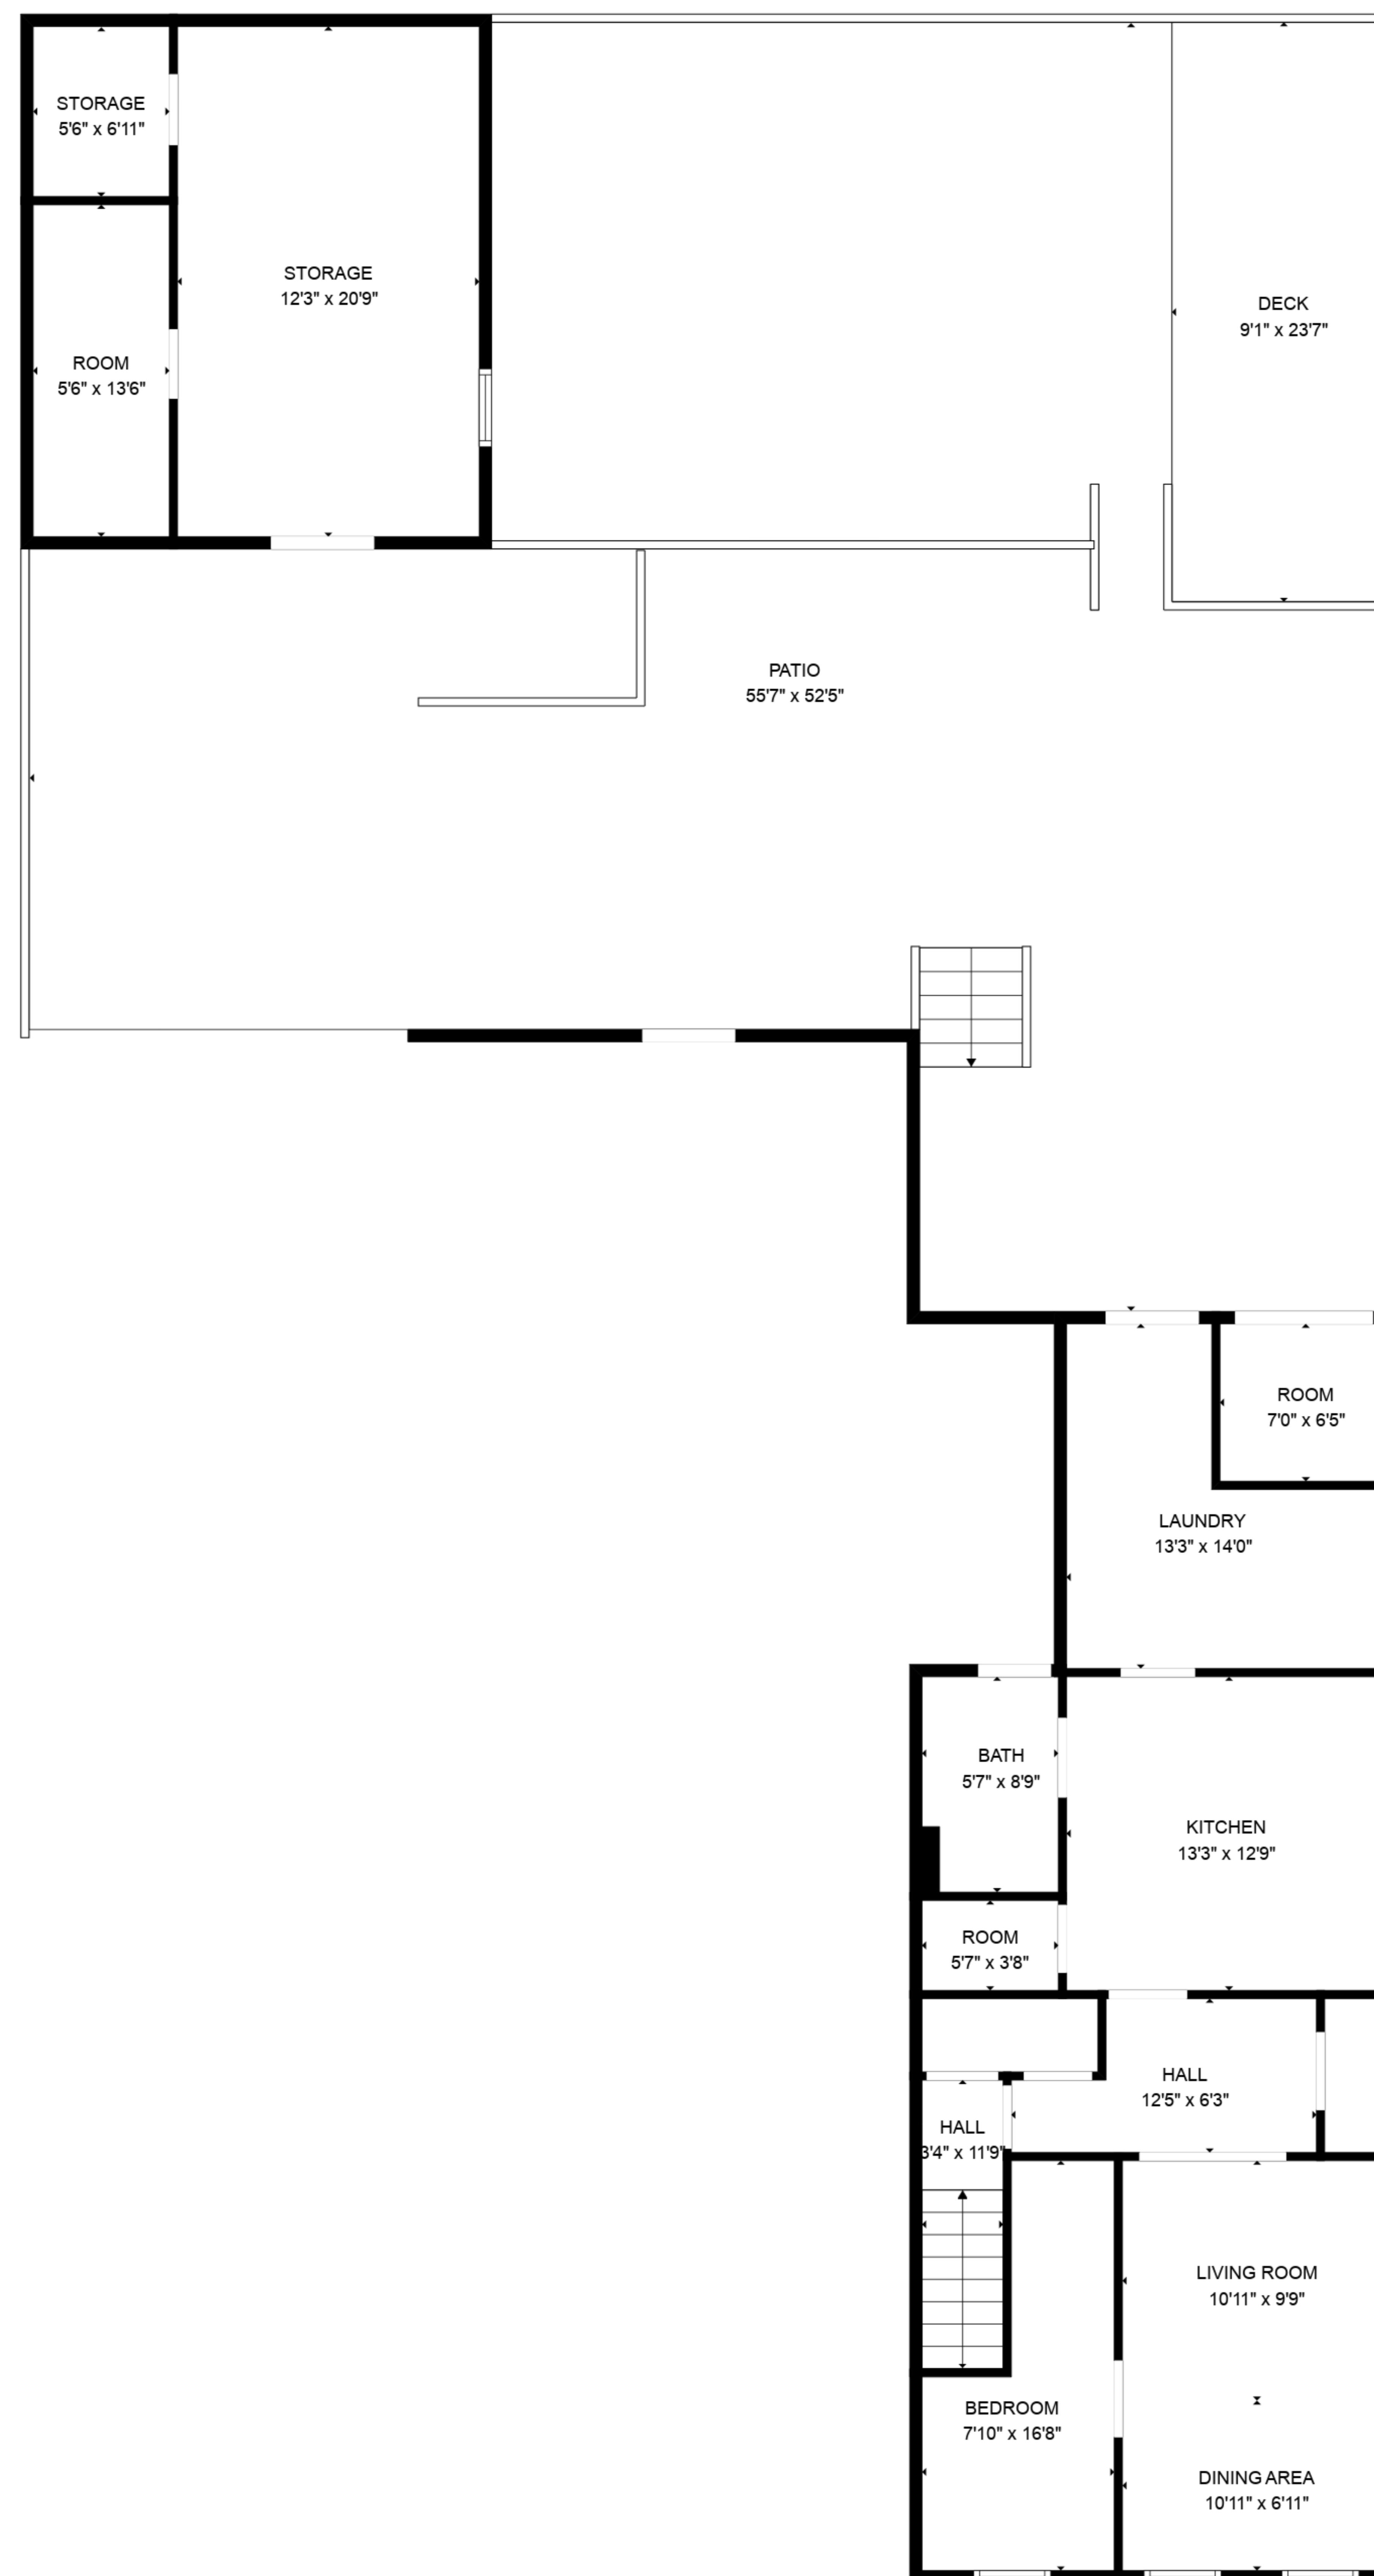 STORAGE
5'6" x 6'11"
STORAGE
12'3" x 20'9"
DECK
9'1" x 23'7"
ROOM
5'6" x 13'6"
PATIO
55'7" x 52'5"
ROOM
7'0" x 6'5"
LAUNDRY
13'3" x 14'0"
BATH
5'7" x 8'9"
KITCHEN
13'3" x 12'9"
ROOM
5'7" x 3'8"
HALL
12'5" x 6'3"
HALL
3'4" x 11'9"
LIVING ROOM
10'11" x 9'9"
BEDROOM
7'10" x 16'8"
DINING AREA
10'11" x 6'11"